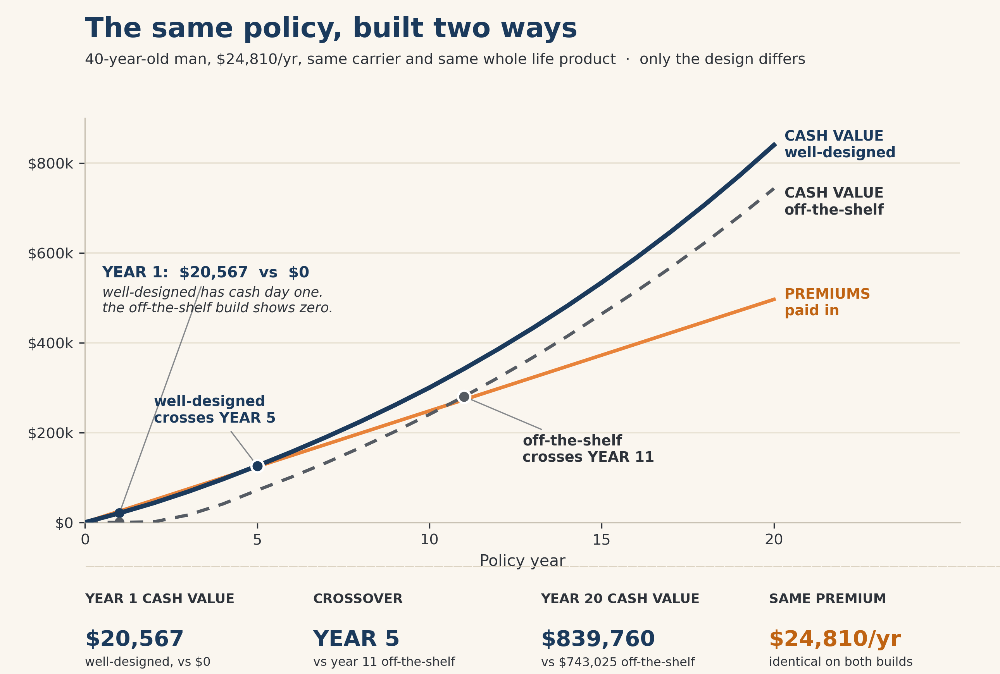 The same policy, built two ways
40-year-old man, $24,810/yr, same carrier and same whole life product · only the design differs
CASH VALUE
well-designed
$800k
CASH VALUE
off-the-shelf
$600k
YEAR 1: $20,567 vs $0
well-designed has cash day one.
the off-the-shelf build shows zero.
PREMIUMS
paid in
$400k
well-designed
crosses YEAR 5
$200k
off-the-shelf
crosses YEAR 11
$0
0 5 10 15 20
Policy year
YEAR 1 CASH VALUE
$20,567
well-designed, vs $0
CROSSOVER
YEAR 5
vs year 11 off-the-shelf
YEAR 20 CASH VALUE
$839,760
vs $743,025 off-the-shelf
SAME PREMIUM
$24,810/yr
identical on both builds